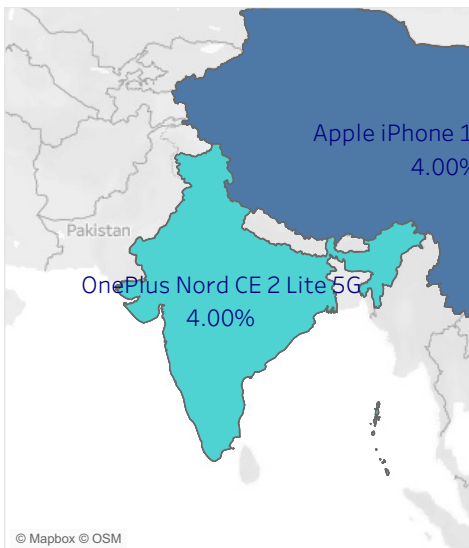 Apple iPhone 1
4.00%
Pakistan
OnePlus Nord CE 2 Lite 5G
4.00%
© Mapbox © OSM